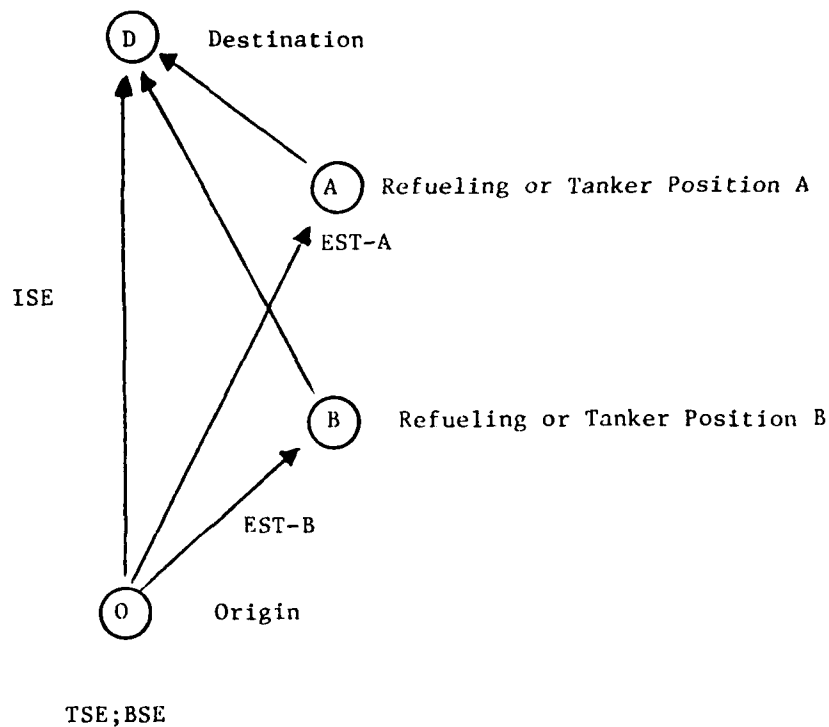 D Destination
A Refueling or Tanker Position A
EST-A
ISE
B Refueling or Tanker Position B
EST-B
O Origin
TSE;BSE